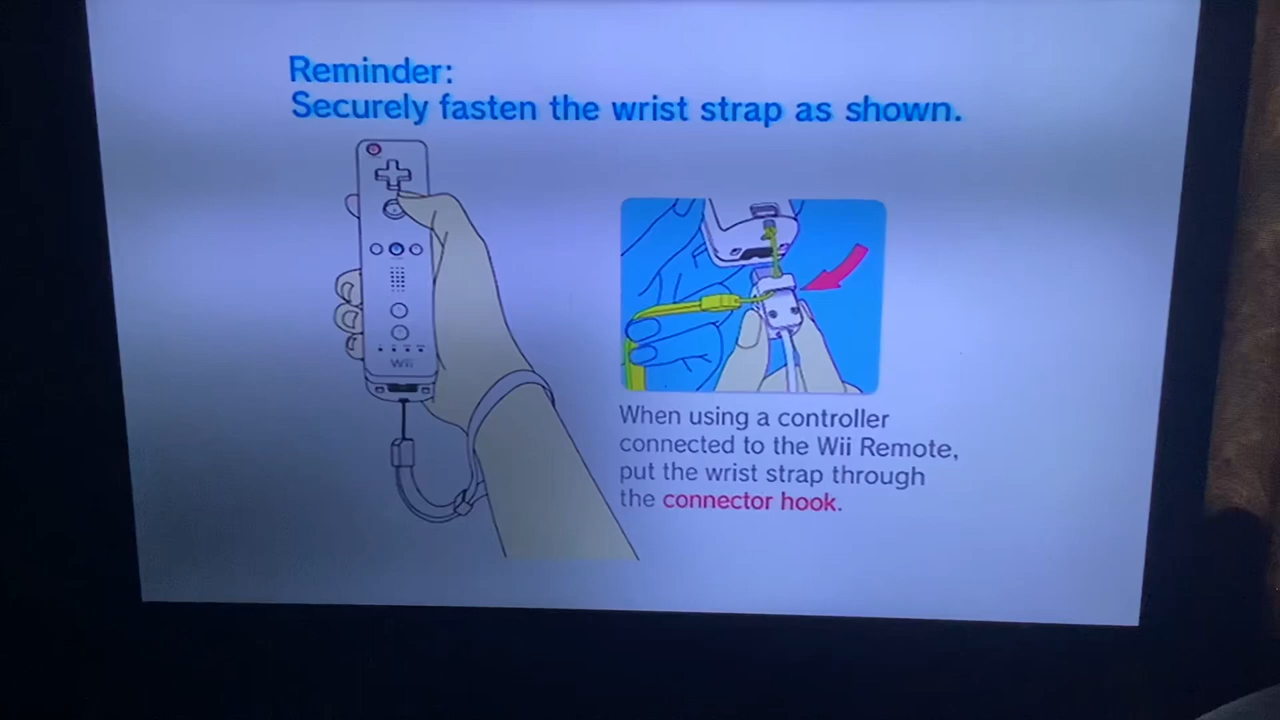 Reminder:
Securely fasten the wrist strap as shown.
Wii
When using a controller
connected to the Wii Remote,
put the wrist strap through
the connector hook.